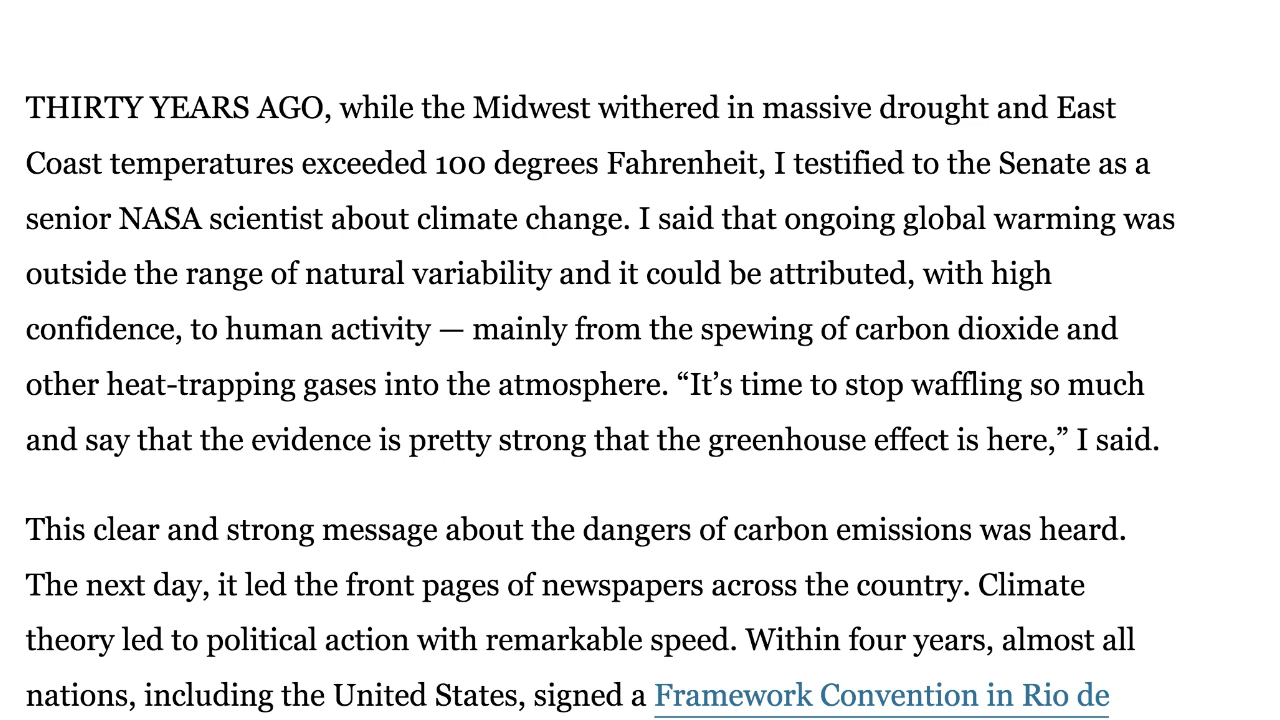 THIRTY YEARS AGO, while the Midwest withered in massive drought and East
Coast temperatures exceeded 100 degrees Fahrenheit, I testified to the Senate as a
senior NASA scientist about climate change. I said that ongoing global warming was
outside the range of natural variability and it could be attributed, with high
confidence, to human activity — mainly from the spewing of carbon dioxide and
other heat-trapping gases into the atmosphere. “It’s time to stop waffling so much
and say that the evidence is pretty strong that the greenhouse effect is here,” I said.
This clear and strong message about the dangers of carbon emissions was heard.
The next day, it led the front pages of newspapers across the country. Climate
theory led to political action with remarkable speed. Within four years, almost all
nations, including the United States, signed a Framework Convention in Rio de